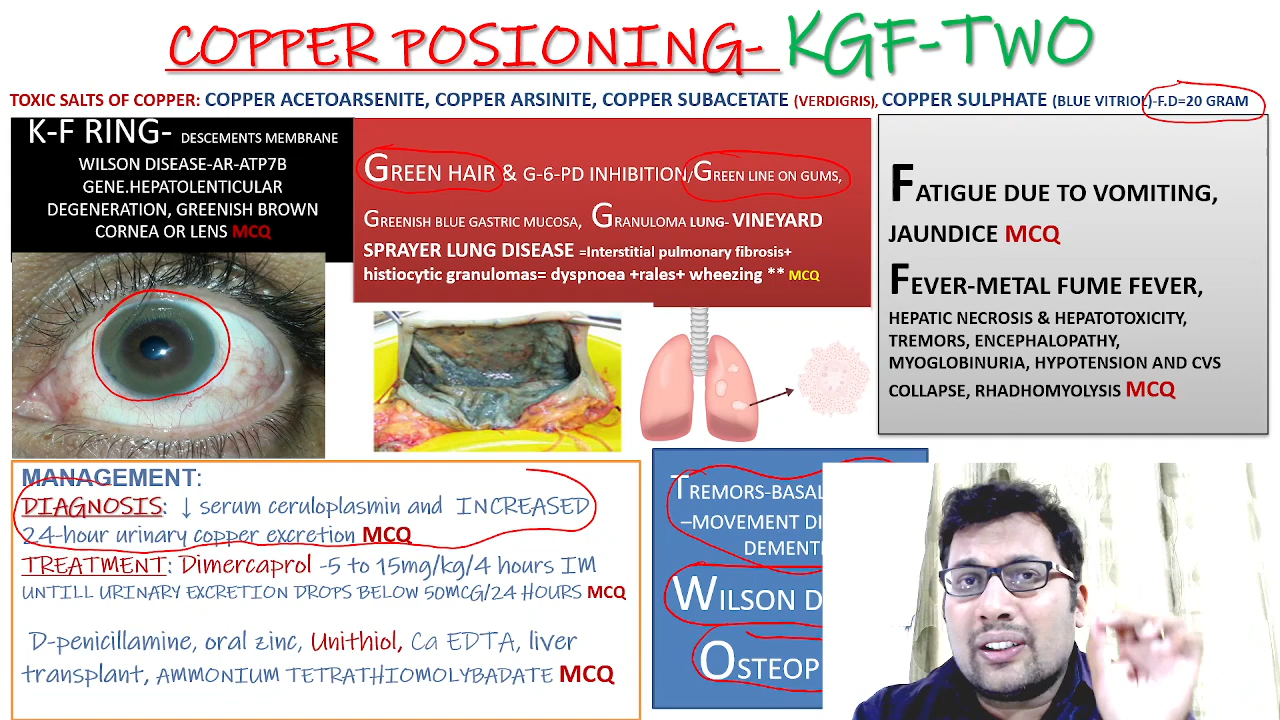 COPPER POSIONING- KGF-TWO
TOXIC SALTS OF COPPER: COPPER ACETOARSENITE, COPPER ARSINITE, COPPER SUBACETATE (VERDIGRIS), COPPER SULPHATE (BLUE VITRIOL)-F.D=20 GRAM
K-F RING- DESCEMENTS MEMBRANE
WILSON DISEASE-AR-ATP7B
GENE.HEPATOLENTICULAR
DEGENERATION, GREENISH BROWN
CORNEA OR LENS MCQ
GREEN HAIR & G-6-PD INHIBITION/GREEN LINE ON GUMS,
GREENISH BLUE GASTRIC MUCOSA, GRANULOMA LUNG- VINEYARD
SPRAYER LUNG DISEASE =Interstitial pulmonary fibrosis+
histiocytic granulomas= dyspnoea +rales+ wheezing ** MCQ
FATIGUE DUE TO VOMITING,
JAUNDICE MCQ
FEVER-METAL FUME FEVER,
HEPATIC NECROSIS & HEPATOTOXICITY,
TREMORS, ENCEPHALOPATHY,
MYOGLOBINURIA, HYPOTENSION AND CVS
COLLAPSE, RHADHOMYOLYSIS MCQ
MANAGEMENT:
DIAGNOSIS: ↓ serum ceruloplasmin and INCREASED
24-hour urinary copper excretion MCQ
TREATMENT: Dimercaprol -5 to 15mg/kg/4 hours IM
UNTILL URINARY EXCRETION DROPS BELOW 50MCG/24 HOURS MCQ
D-penicillamine, oral zinc, Unithiol, Ca EDTA, liver
transplant, AMMONIUM TETRATHIOMOLYBADATE MCQ
TREMORS-BASAL
–MOVEMENT DI
DEMENT
WILSON D
OSTEOP